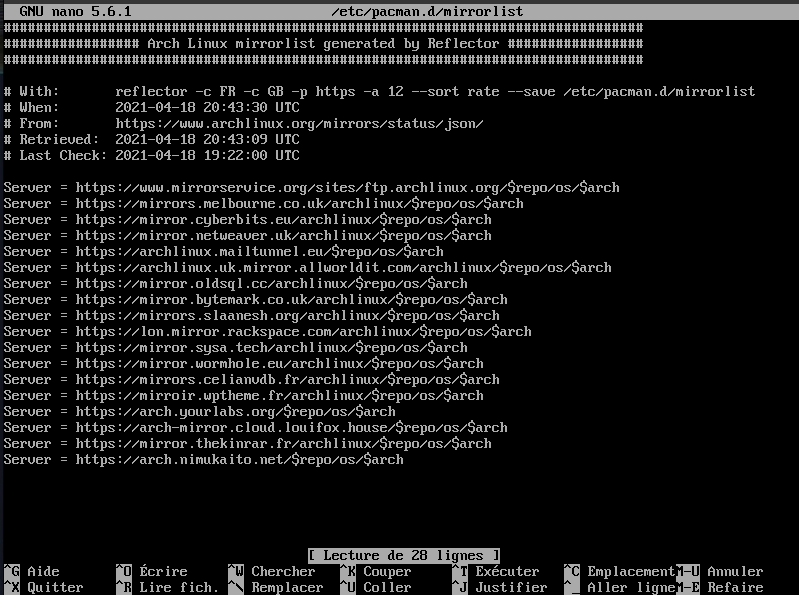 GNU nano 5.6.1 /etc/pacman.d/mirrorlist
################################################################################
################# Arch Linux mirrorlist generated by Reflector #################
################################################################################
# With: reflector -c FR -c GB -p https -a 12 --sort rate --save /etc/pacman.d/mirrorlist
# When: 2021-04-18 20:43:30 UTC
# From: https://www.archlinux.org/mirrors/status/json/
# Retrieved: 2021-04-18 20:43:09 UTC
# Last Check: 2021-04-18 19:22:00 UTC
Server = https://www.mirrorservice.org/sites/ftp.archlinux.org/$repo/os/$arch
Server = https://mirrors.melbourne.co.uk/archlinux/$repo/os/$arch
Server = https://mirror.cyberbits.eu/archlinux/$repo/os/$arch
Server = https://mirror.netweaver.uk/archlinux/$repo/os/$arch
Server = https://archlinux.mailtunnel.eu/$repo/os/$arch
Server = https://archlinux.uk.mirror.allworldit.com/archlinux/$repo/os/$arch
Server = https://mirror.oldsql.cc/archlinux/$repo/os/$arch
Server = https://mirror.bytemark.co.uk/archlinux/$repo/os/$arch
Server = https://mirrors.slaanesh.org/archlinux/$repo/os/$arch
Server = https://lon.mirror.rackspace.com/archlinux/$repo/os/$arch
Server = https://mirror.sysa.tech/archlinux/$repo/os/$arch
Server = https://mirror.wormhole.eu/archlinux/$repo/os/$arch
Server = https://mirrors.celianvdb.fr/archlinux/$repo/os/$arch
Server = https://mirroir.wptheme.fr/archlinux/$repo/os/$arch
Server = https://arch.yourlabs.org/$repo/os/$arch
Server = https://arch-mirror.cloud.louifox.house/$repo/os/$arch
Server = https://mirror.thekinrar.fr/archlinux/$repo/os/$arch
Server = https://arch.nimukaito.net/$repo/os/$arch
[ Lecture de 28 lignes ]
^G Aide ^O Écrire ^W Chercher ^K Couper ^T Exécuter ^C Emplacement M-U Annuler
^X Quitter ^R Lire fich. ^\ Remplacer ^U Coller ^J Justifier ^_ Aller ligne M-E Refaire